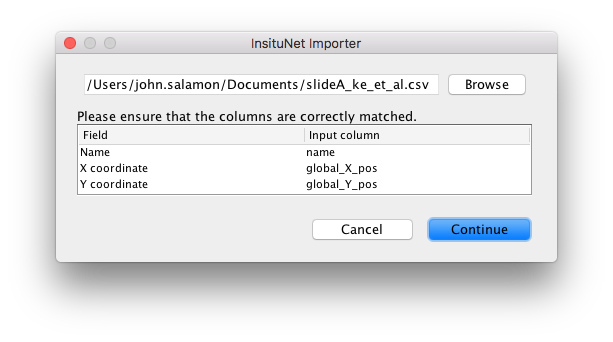 InsituNet Importer
/Users/john.salamon/Documents/slideA_ke_et_al.csv Browse
Please ensure that the columns are correctly matched.
Field Input column
Name name
X coordinate global_X_pos
Y coordinate global_Y_pos
Cancel Continue